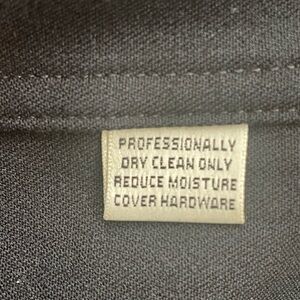 PROFESSIONALLY
DRY CLEAN ONLY
REDUCE MOISTURE
COVER HARDWARE